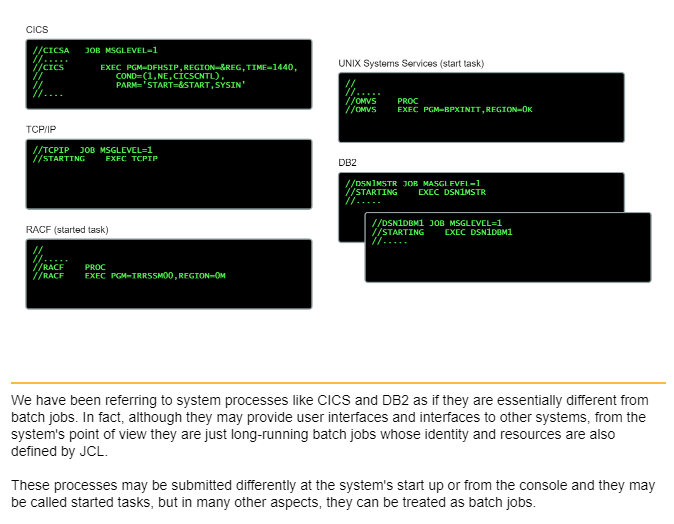 CICS
//CICSA   JOB MSGLEVEL=1
//.....
//CICS       EXEC PGM=DFHSIP,REGION=&REG,TIME=1440,
//              COND=(1,NE,CICSCNTL),
//              PARM='START=&START,SYSIN'
//....
TCP/IP
//TCPIP  JOB MSGLEVEL=1
//STARTING    EXEC TCPIP
RACF (started task)
//
//.....
//RACF    PROC
//RACF    EXEC PGM=IRRSSM00,REGION=0M
UNIX Systems Services (start task)
//
//.....
//OMVS    PROC
//OMVS    EXEC PGM=BPXINIT,REGION=0K
DB2
//DSN1MSTR JOB MASGLEVEL=1
//STARTING    EXEC DSN1MSTR
//.....
//DSN1DBM1 JOB MSGLEVEL=1
//STARTING    EXEC DSN1DBM1
//.....
We have been referring to system processes like CICS and DB2 as if they are essentially different from
batch jobs. In fact, although they may provide user interfaces and interfaces to other systems, from the
system's point of view they are just long-running batch jobs whose identity and resources are also
defined by JCL.
These processes may be submitted differently at the system's start up or from the console and they may
be called started tasks, but in many other aspects, they can be treated as batch jobs.